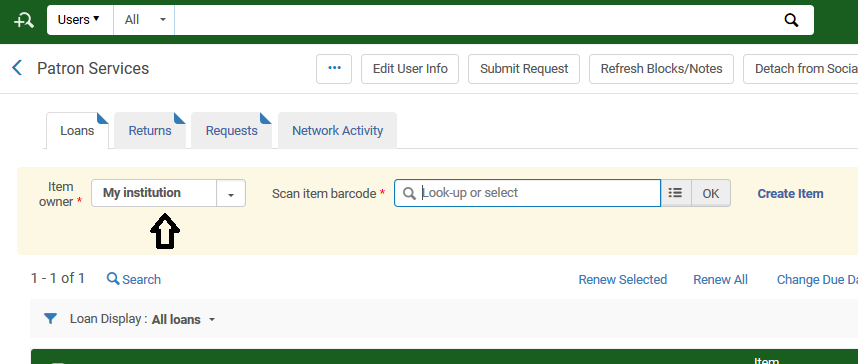 Users All
Patron Services ••• Edit User Info Submit Request Refresh Blocks/Notes Detach from Socia
Loans Returns Requests Network Activity
Item owner * My institution Scan item barcode * Look-up or select OK Create Item
1 - 1 of 1 Search Renew Selected Renew All Change Due Da
Loan Display : All loans
Item